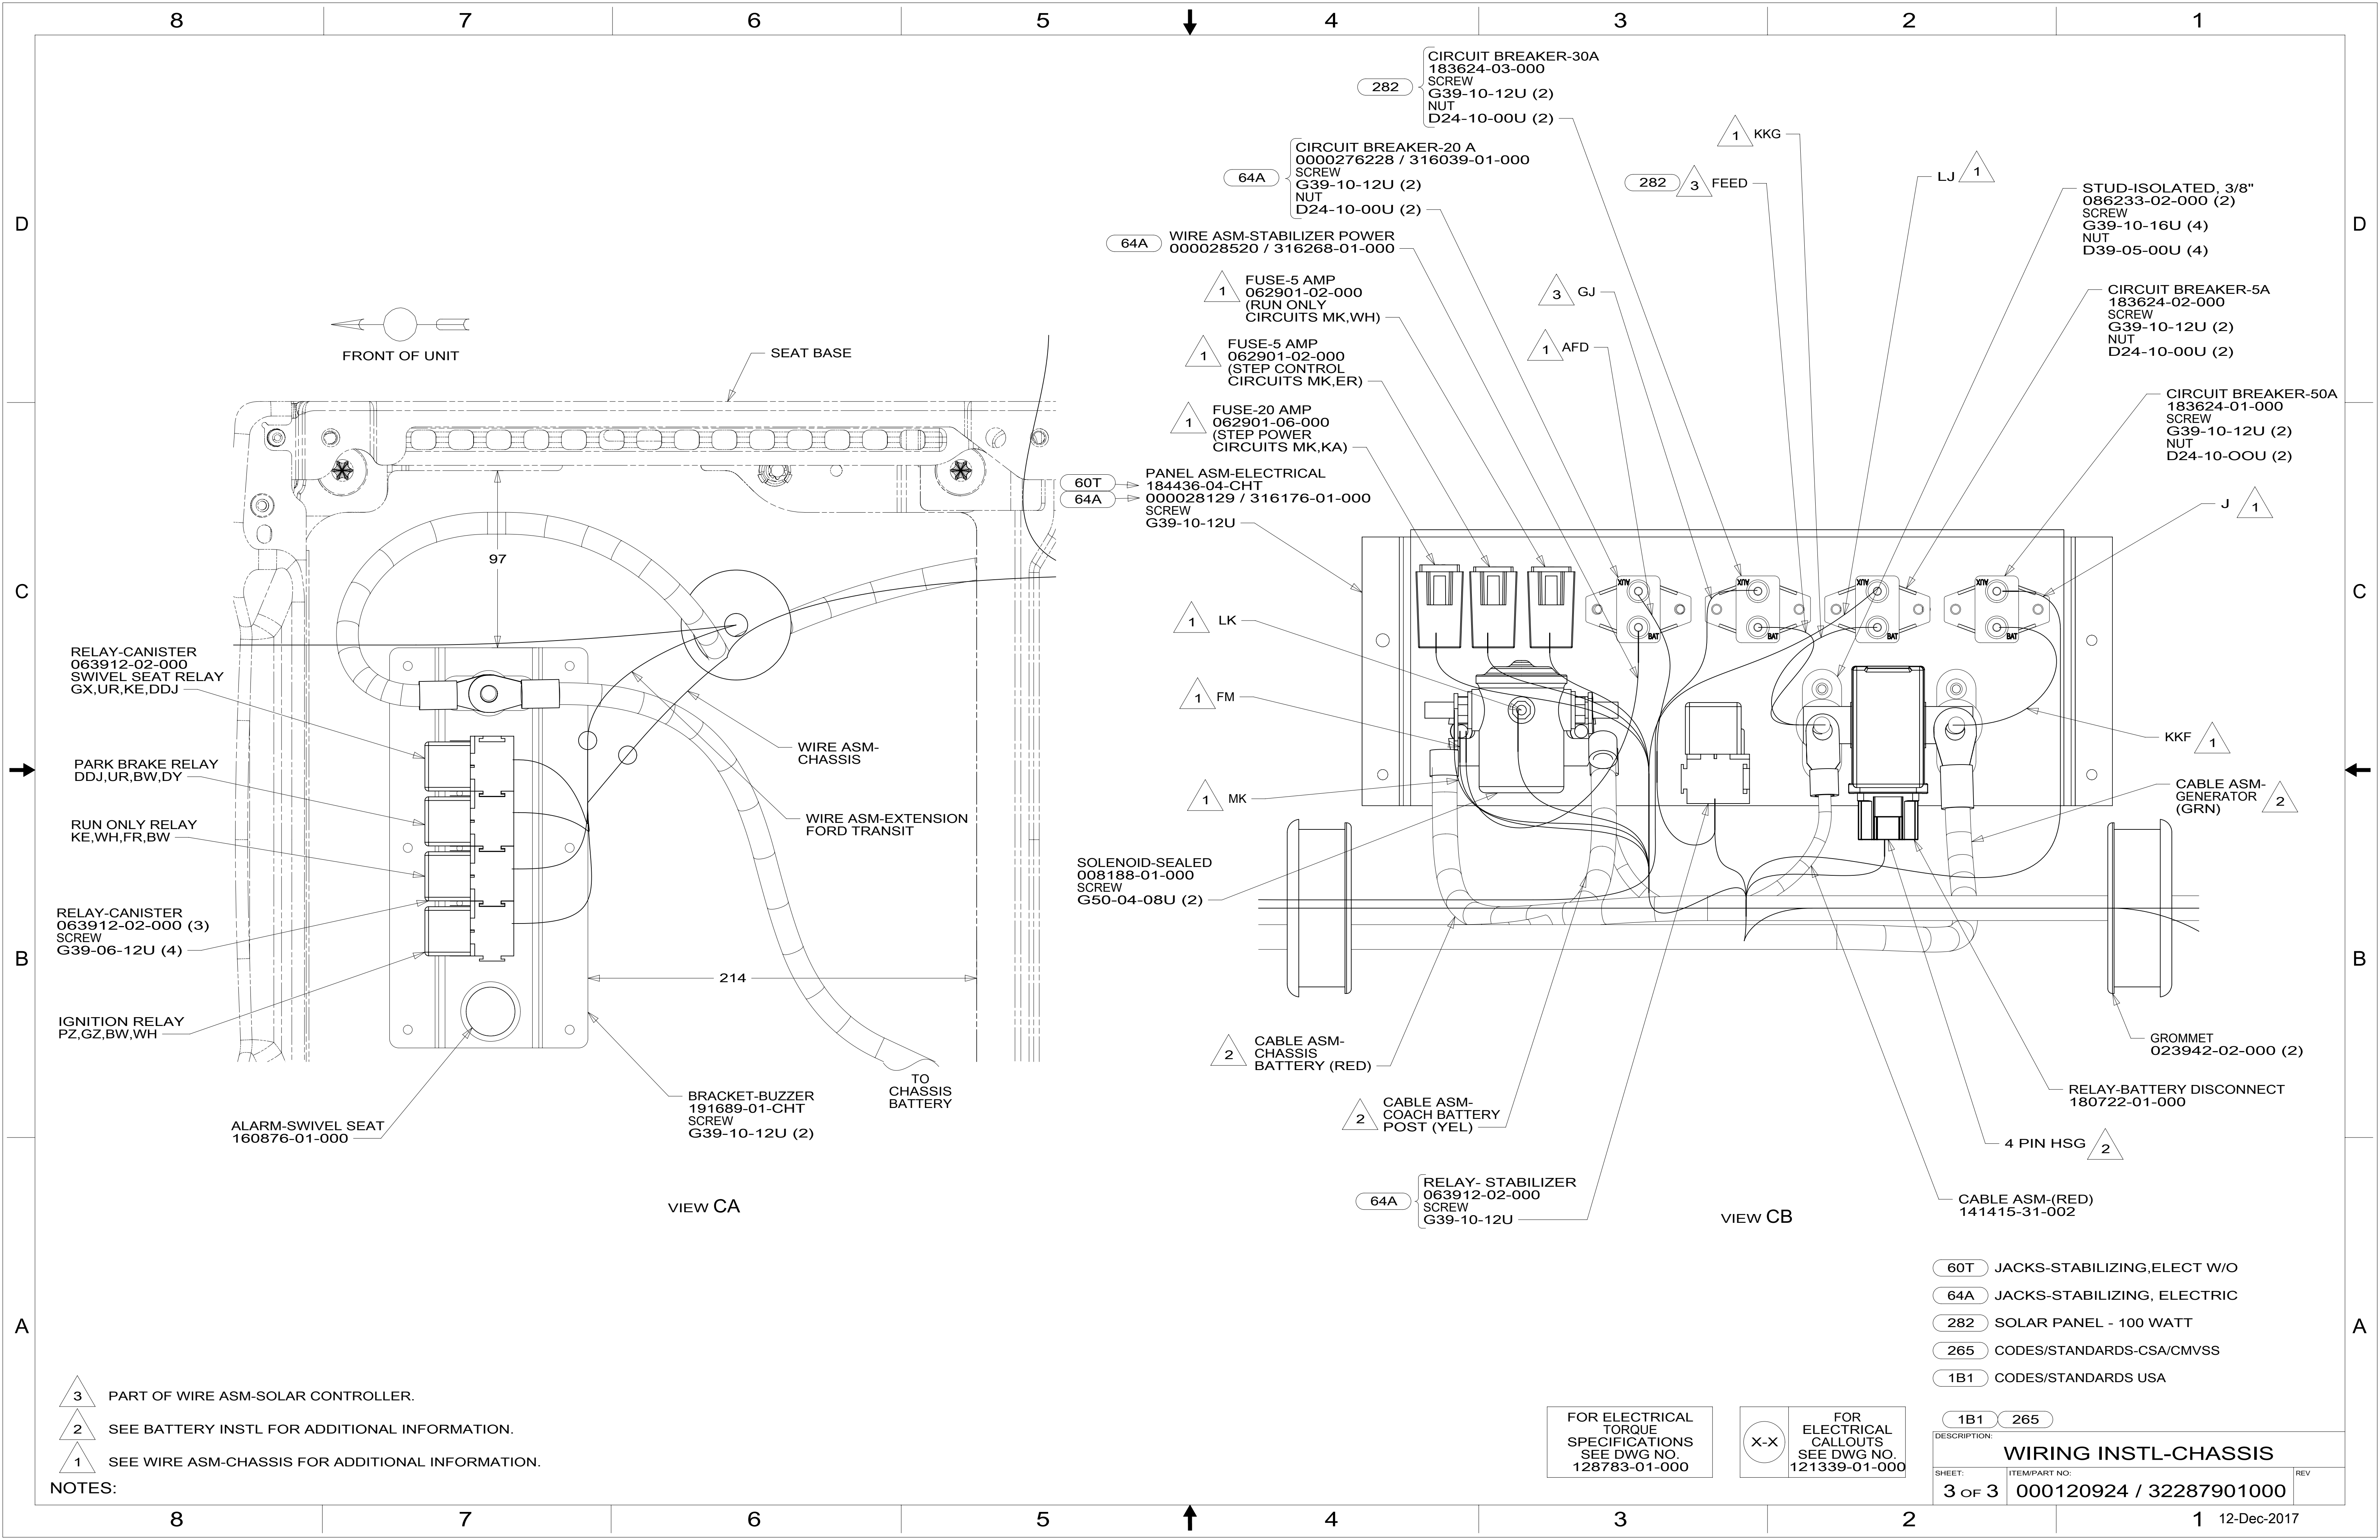 8 7 6 5 4 3 2 1
D
C
B
A
D
C
B
A
FRONT OF UNIT
SEAT BASE
97
214
RELAY-CANISTER
063912-02-000
SWIVEL SEAT RELAY
GX,UR,KE,DDJ
PARK BRAKE RELAY
DDJ,UR,BW,DY
RUN ONLY RELAY
KE,WH,FR,BW
RELAY-CANISTER
063912-02-000 (3)
SCREW
G39-06-12U (4)
IGNITION RELAY
PZ,GZ,BW,WH
ALARM-SWIVEL SEAT
160876-01-000
WIRE ASM-
CHASSIS
WIRE ASM-EXTENSION
FORD TRANSIT
BRACKET-BUZZER
191689-01-CHT
SCREW
G39-10-12U (2)
TO
CHASSIS
BATTERY
VIEW CA
282
CIRCUIT BREAKER-30A
183624-03-000
SCREW
G39-10-12U (2)
NUT
D24-10-00U (2)
64A
CIRCUIT BREAKER-20 A
0000276228 / 316039-01-000
SCREW
G39-10-12U (2)
NUT
D24-10-00U (2)
64A
WIRE ASM-STABILIZER POWER
000028520 / 316268-01-000
1
FUSE-5 AMP
062901-02-000
(RUN ONLY
CIRCUITS MK,WH)
1
FUSE-5 AMP
062901-02-000
(STEP CONTROL
CIRCUITS MK,ER)
1
FUSE-20 AMP
062901-06-000
(STEP POWER
CIRCUITS MK,KA)
60T
64A
PANEL ASM-ELECTRICAL
184436-04-CHT
000028129 / 316176-01-000
SCREW
G39-10-12U
1 LK
1 FM
1 MK
SOLENOID-SEALED
008188-01-000
SCREW
G50-04-08U (2)
2
CABLE ASM-
CHASSIS
BATTERY (RED)
2
CABLE ASM-
COACH BATTERY
POST (YEL)
64A
RELAY- STABILIZER
063912-02-000
SCREW
G39-10-12U
1 KKG
282 3 FEED
3 GJ
1 AFD
LJ 1
STUD-ISOLATED, 3/8"
086233-02-000 (2)
SCREW
G39-10-16U (4)
NUT
D39-05-00U (4)
CIRCUIT BREAKER-5A
183624-02-000
SCREW
G39-10-12U (2)
NUT
D24-10-00U (2)
CIRCUIT BREAKER-50A
183624-01-000
SCREW
G39-10-12U (2)
NUT
D24-10-OOU (2)
J 1
AUX AUX AUX AUX
BAT BAT BAT BAT
KKF 1
CABLE ASM-
GENERATOR
(GRN)
2
GROMMET
023942-02-000 (2)
RELAY-BATTERY DISCONNECT
180722-01-000
4 PIN HSG 2
CABLE ASM-(RED)
141415-31-002
VIEW CB
60T JACKS-STABILIZING,ELECT W/O
64A JACKS-STABILIZING, ELECTRIC
282 SOLAR PANEL - 100 WATT
265 CODES/STANDARDS-CSA/CMVSS
1B1 CODES/STANDARDS USA
3 PART OF WIRE ASM-SOLAR CONTROLLER.
2 SEE BATTERY INSTL FOR ADDITIONAL INFORMATION.
1 SEE WIRE ASM-CHASSIS FOR ADDITIONAL INFORMATION.
NOTES:
FOR ELECTRICAL
TORQUE
SPECIFICATIONS
SEE DWG NO.
128783-01-000
X-X
FOR
ELECTRICAL
CALLOUTS
SEE DWG NO.
121339-01-000
1B1 265
DESCRIPTION:
WIRING INSTL-CHASSIS
SHEET:
3 OF 3
ITEM/PART NO:
000120924 / 32287901000
REV
8 7 6 5 4 3 2 1
12-Dec-2017